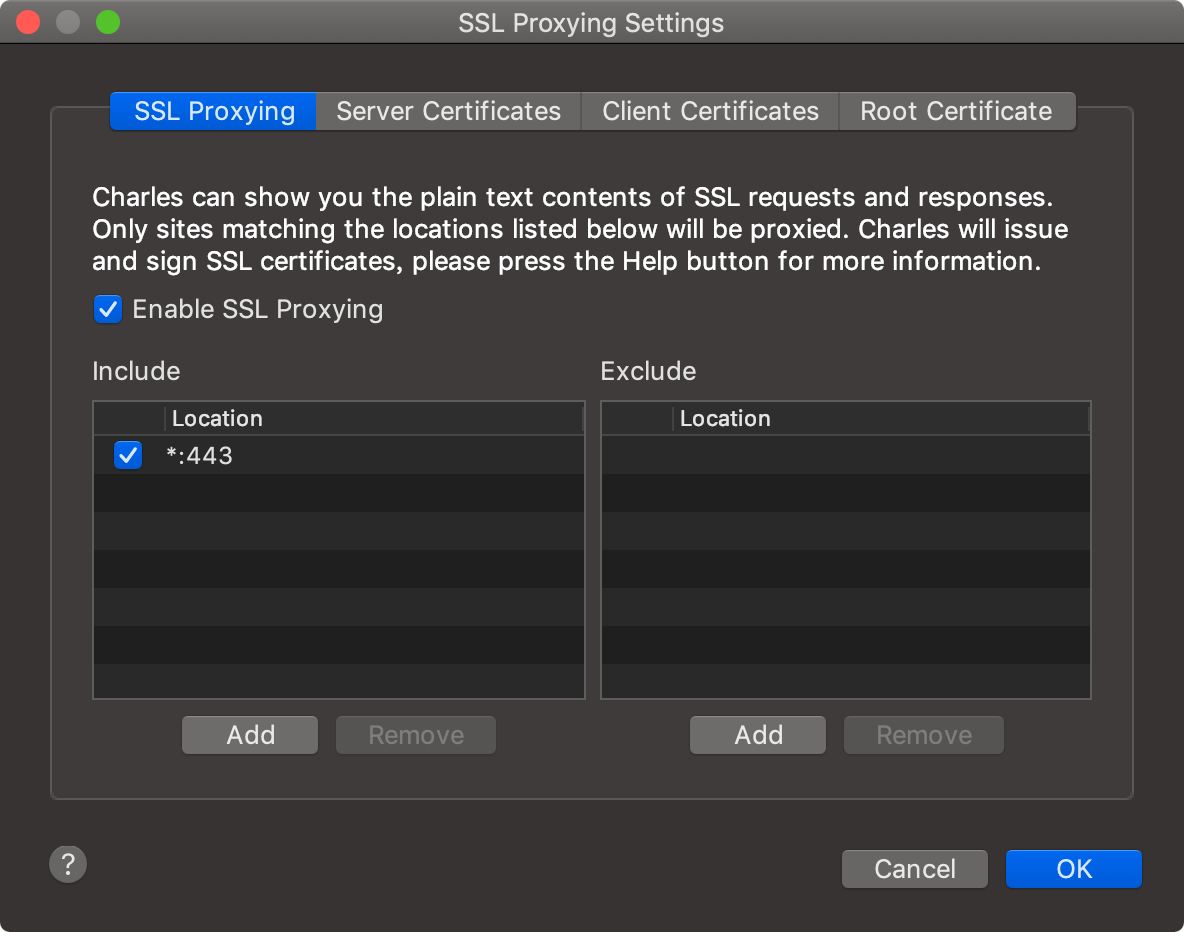 SSL Proxying Settings
SSL Proxying Server Certificates Client Certificates Root Certificate
Charles can show you the plain text contents of SSL requests and responses.
Only sites matching the locations listed below will be proxied. Charles will issue
and sign SSL certificates, please press the Help button for more information.
Enable SSL Proxying
Include
Location
*:443
Add Remove
Exclude
Location
Add Remove
?
Cancel OK